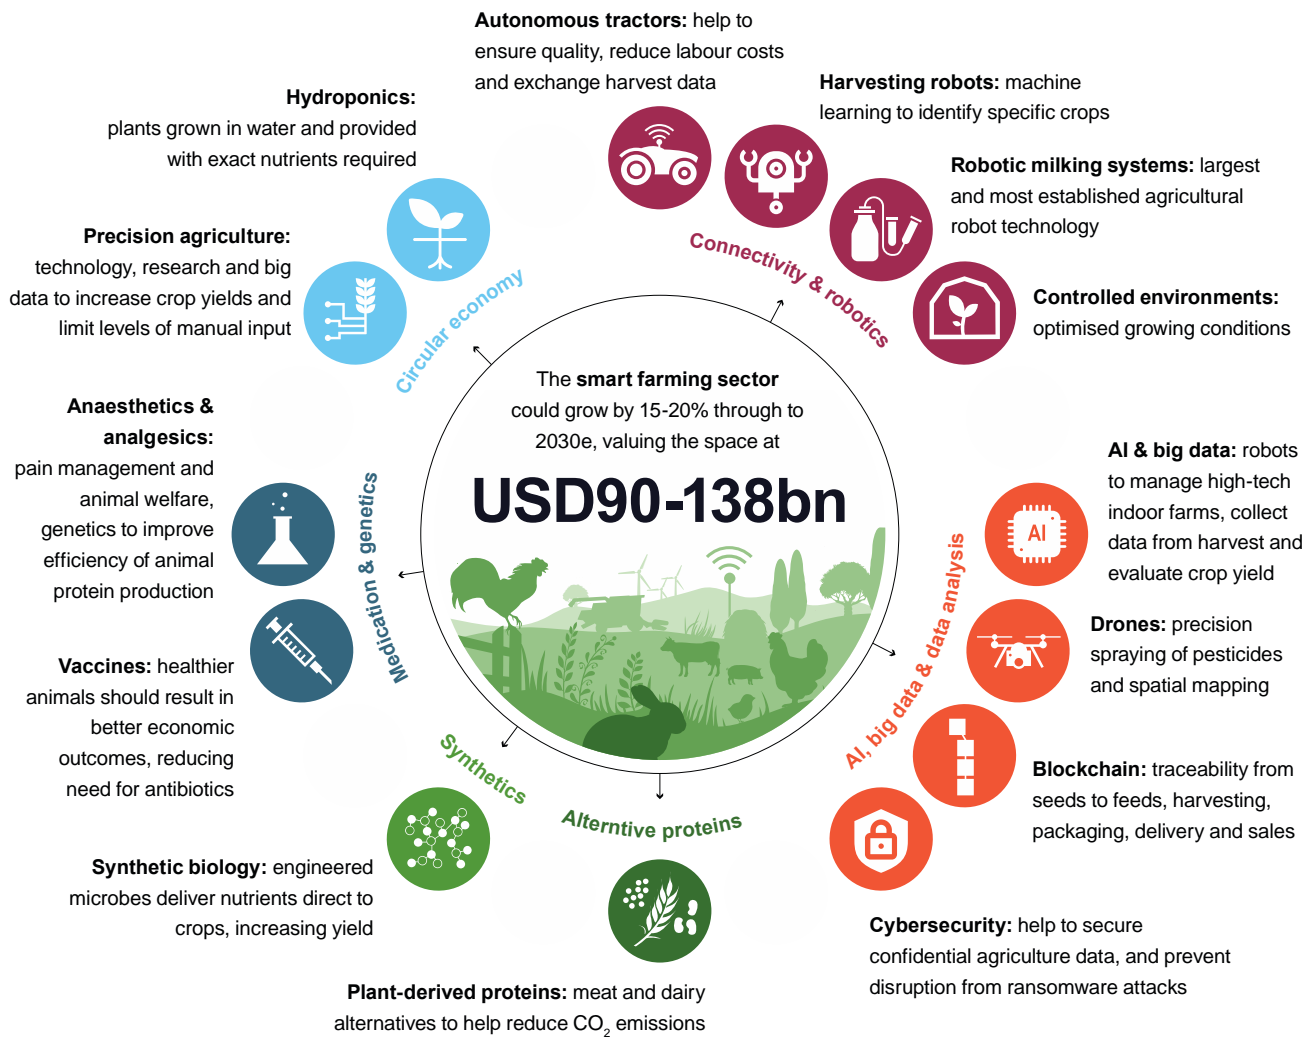 Autonomous tractors: help to
ensure quality, reduce labour costs
and exchange harvest data
Harvesting robots: machine
learning to identify specific crops
Robotic milking systems: largest
and most established agricultural
robot technology
Controlled environments:
optimised growing conditions
Connectivity & robotics
Hydroponics:
plants grown in water and provided
with exact nutrients required
Precision agriculture:
technology, research and big
data to increase crop yields and
limit levels of manual input
Circular economy
The smart farming sector
could grow by 15-20% through to
2030e, valuing the space at
USD90-138bn
Anaesthetics &
analgesics:
pain management and
animal welfare,
genetics to improve
efficiency of animal
protein production
Vaccines: healthier
animals should result in
better economic
outcomes, reducing
need for antibiotics
Medication & genetics
AI & big data: robots
to manage high-tech
indoor farms, collect
data from harvest and
evaluate crop yield
AI
Drones: precision
spraying of pesticides
and spatial mapping
Blockchain: traceability from
seeds to feeds, harvesting,
packaging, delivery and sales
Cybersecurity: help to secure
confidential agriculture data, and prevent
disruption from ransomware attacks
AI, big data & data analysis
Synthetics
Synthetic biology: engineered
microbes deliver nutrients direct to
crops, increasing yield
Alterntive proteins
Plant-derived proteins: meat and dairy
alternatives to help reduce CO2 emissions